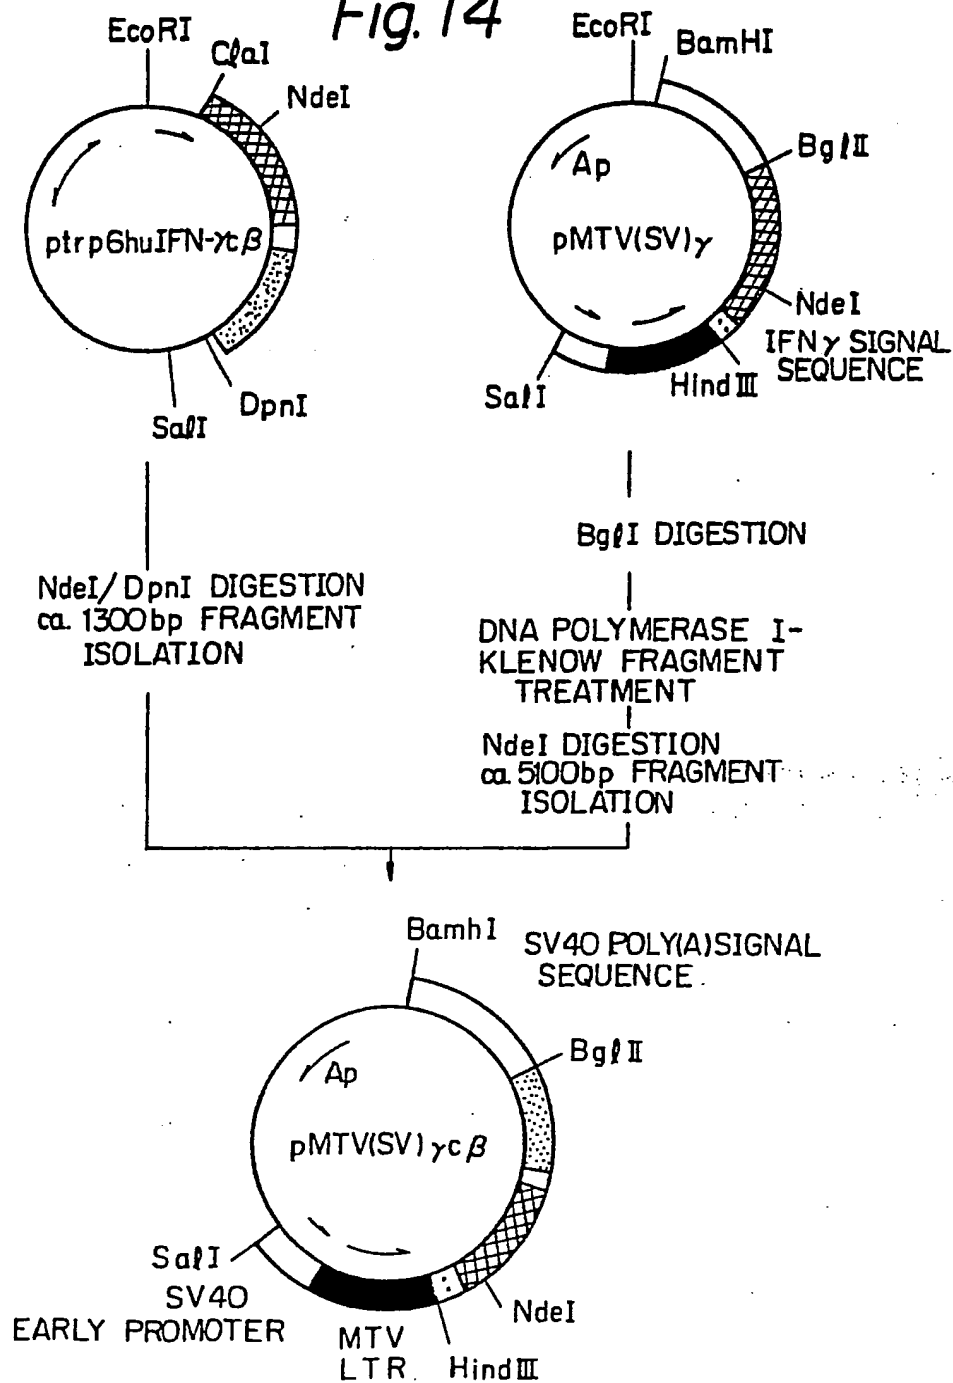 Fig. 14
EcoRI
ClaI
NdeI
ptrp6huIFN-γcβ
DpnI
SalI
EcoRI
BamHI
BglII
Ap
pMTV(SV)γ
NdeI
IFNγ SIGNAL
SEQUENCE
HindIII
SalI
NdeI/DpnI DIGESTION
ca. 1300bp FRAGMENT
ISOLATION
BglI DIGESTION
DNA POLYMERASE I-
KLENOW FRAGMENT
TREATMENT
NdeI DIGESTION
ca 5100bp FRAGMENT
ISOLATION
BamhI
SV40 POLY(A)SIGNAL
SEQUENCE.
BglII
Ap
pMTV(SV)γcβ
SalI
SV40
EARLY PROMOTER
NdeI
MTV
LTR.
HindIII